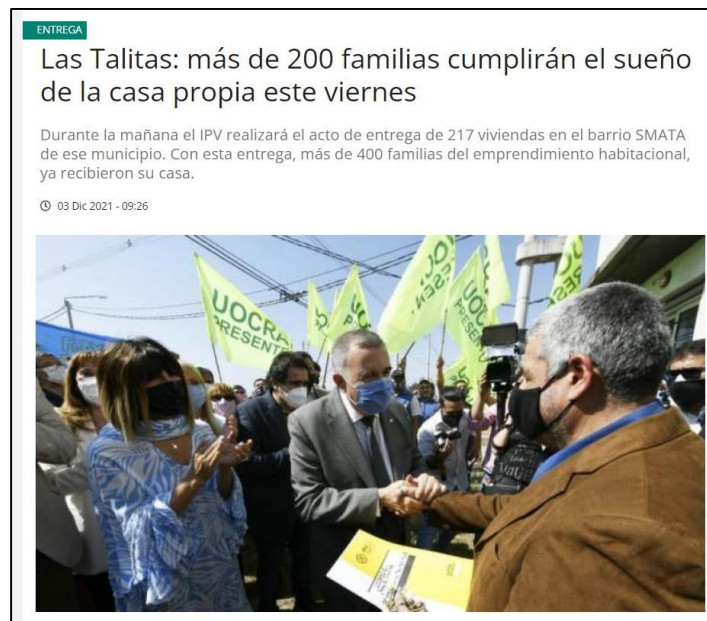 ENTREGA
Las Talitas: más de 200 familias cumplirán el sueño
de la casa propia este viernes
Durante la mañana el IPV realizará el acto de entrega de 217 viviendas en el barrio SMATA
de ese municipio. Con esta entrega, más de 400 familias del emprendimiento habitacional,
ya recibieron su casa.
03 Dic 2021 - 09:26
UOCRA
PRESENTE